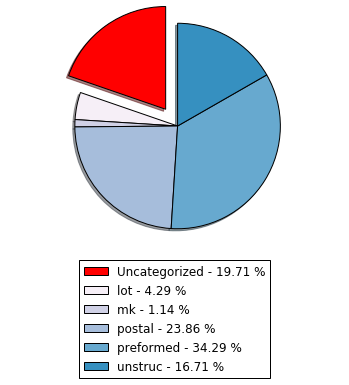 Uncategorized - 19.71 %
lot - 4.29 %
mk - 1.14 %
postal - 23.86 %
preformed - 34.29 %
unstruc - 16.71 %